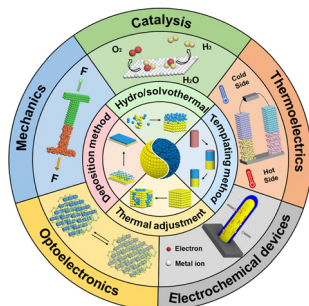 Catalysis
O₂
H₂
H₂O
Mechanics
F
F
Thermoelectrics
Cold
Side
Hot
Side
Hydro/solvothermal
Deposition method
Templating method
Thermal adjustment
Optoelectronics
Electron
Metal ion
Electrochemical devices